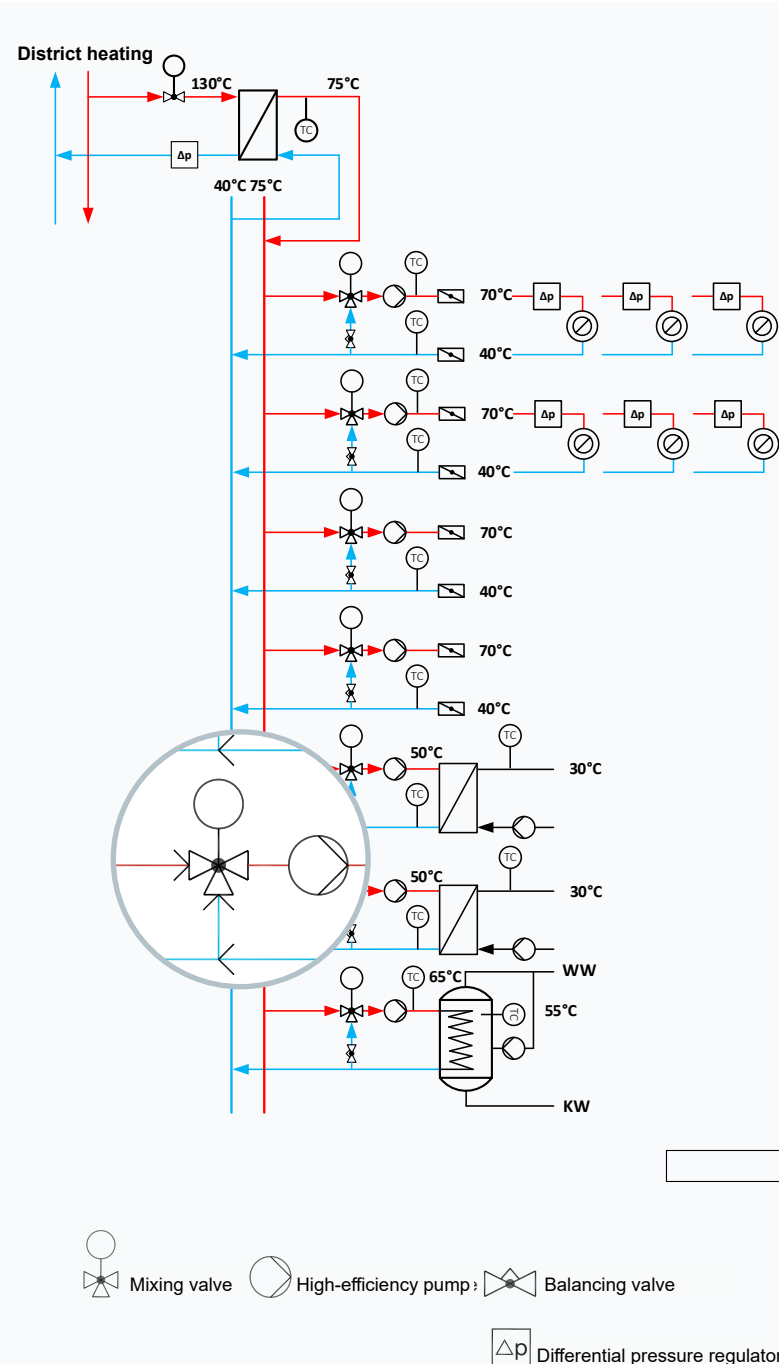 District heating
130°C 75°C
TC
Δp
40°C 75°C
TC
70°C Δp Δp Δp
TC
40°C
TC
70°C Δp Δp Δp
TC
40°C
70°C
TC
40°C
70°C
TC
40°C
TC
50°C
30°C
TC
TC
50°C
30°C
TC
WW
TC 65°C
TC 55°C
KW
Mixing valve High-efficiency pump Balancing valve
Δp Differential pressure regulator